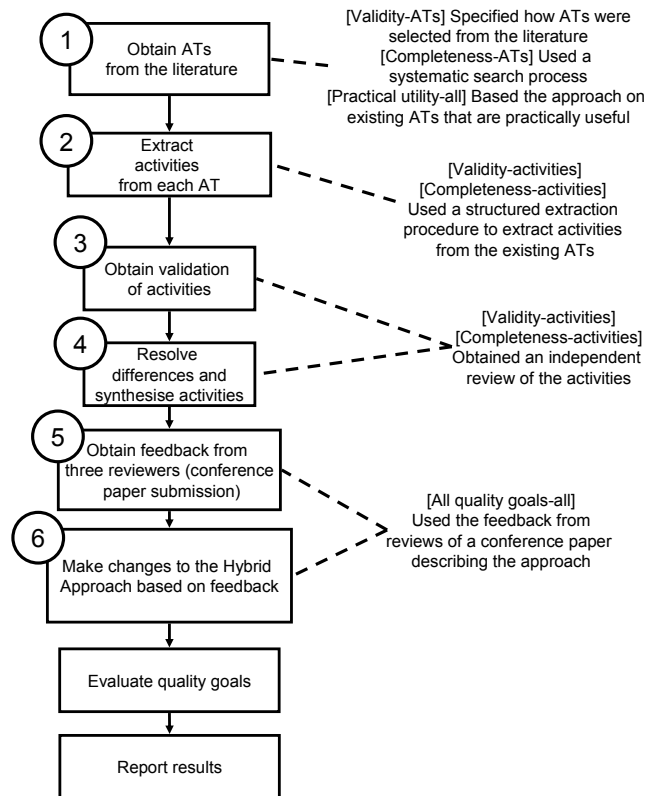 1
Obtain ATs
from the literature
[Validity-ATs] Specified how ATs were
selected from the literature
[Completeness-ATs] Used a
systematic search process
[Practical utility-all] Based the approach on
existing ATs that are practically useful
2
Extract
activities
from each AT
[Validity-activities]
[Completeness-activities]
Used a structured extraction
procedure to extract activities
from the existing ATs
3
Obtain validation
of activities
4
Resolve
differences and
synthesise activities
[Validity-activities]
[Completeness-activities]
Obtained an independent
review of the activities
5
Obtain feedback from
three reviewers (conference
paper submission)
6
Make changes to the Hybrid
Approach based on feedback
[All quality goals-all]
Used the feedback from
reviews of a conference paper
describing the approach
Evaluate quality goals
Report results